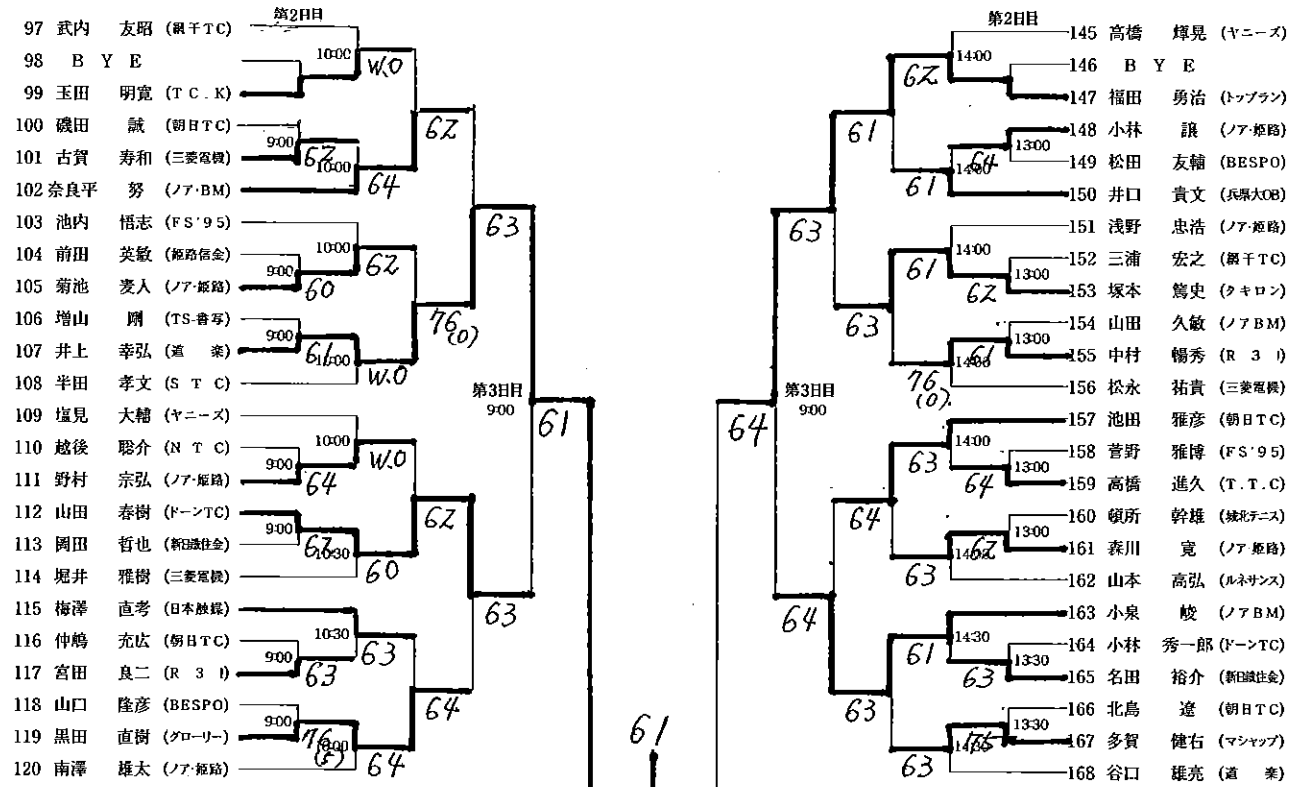 第2日目
97 武内 友昭 (網干TC)
98 B Y E
10:00
W.O
99 玉田 明寛 (T C . K)
62
100 磯田 誠 (朝日TC)
9:00
62
101 古賀 寿和 (三菱電機)
10:00
64
102 奈良平 努 (ノア・BM)
63
103 池内 悟志 (FS'95)
10:00
62
104 前田 英敏 (姫路信金)
9:00
60
105 菊池 麦人 (ノア・姫路)
76(0)
106 増山 剛 (TS-書写)
9:00
61
107 井上 幸弘 (道 楽)
W.O
108 半田 孝文 (S T C)
第3日目
9:00
61
109 塩見 大輔 (ヤニーズ)
10:00
W.O
110 越後 聡介 (N T C)
9:00
64
111 野村 宗弘 (ノア・姫路)
62
112 山田 春樹 (ドーンTC)
9:00
62
113 岡田 哲也 (新日鐵住金)
10:30
60
114 堀井 雅樹 (三菱電機)
63
115 梅澤 直考 (日本触媒)
10:30
63
116 仲嶋 充広 (朝日TC)
9:00
63
117 宮田 良二 (R 3 I)
64
118 山口 隆彦 (BESPO)
9:00
76(5)
119 黒田 直樹 (グローリー)
64
120 南澤 雄太 (ノア・姫路)
61
第2日目
145 高橋 輝晃 (ヤニーズ)
14:00
62
146 B Y E
147 福田 勇治 (トップラン)
61
148 小林 譲 (ノア・姫路)
13:00
64
149 松田 友輔 (BESPO)
14:00
61
150 井口 貴文 (兵県大OB)
63
151 浅野 忠浩 (ノア・姫路)
14:00
61
152 三浦 宏之 (網干TC)
13:00
62
153 塚本 篤史 (タキロン)
63
154 山田 久敏 (ノアBM)
13:00
61
155 中村 暢秀 (R 3 I)
14:00
76(0)
156 松永 祐貴 (三菱電機)
第3日目
9:00
64
157 池田 雅彦 (朝日TC)
14:00
63
158 菅野 雅博 (FS'95)
13:00
64
159 高橋 進久 (T.T.C)
64
160 頓所 幹雄 (城北テニス)
13:00
62
161 森川 寛 (ノア・姫路)
63
162 山本 高弘 (ルネサンス)
64
163 小泉 崚 (ノアBM)
14:30
61
164 小林 秀一郎 (ドーンTC)
13:30
63
165 名田 裕介 (新日鐵住金)
63
166 北島 遼 (朝日TC)
13:30
75
167 多賀 健右 (マシャップ)
14:30
63
168 谷口 雄亮 (道 楽)